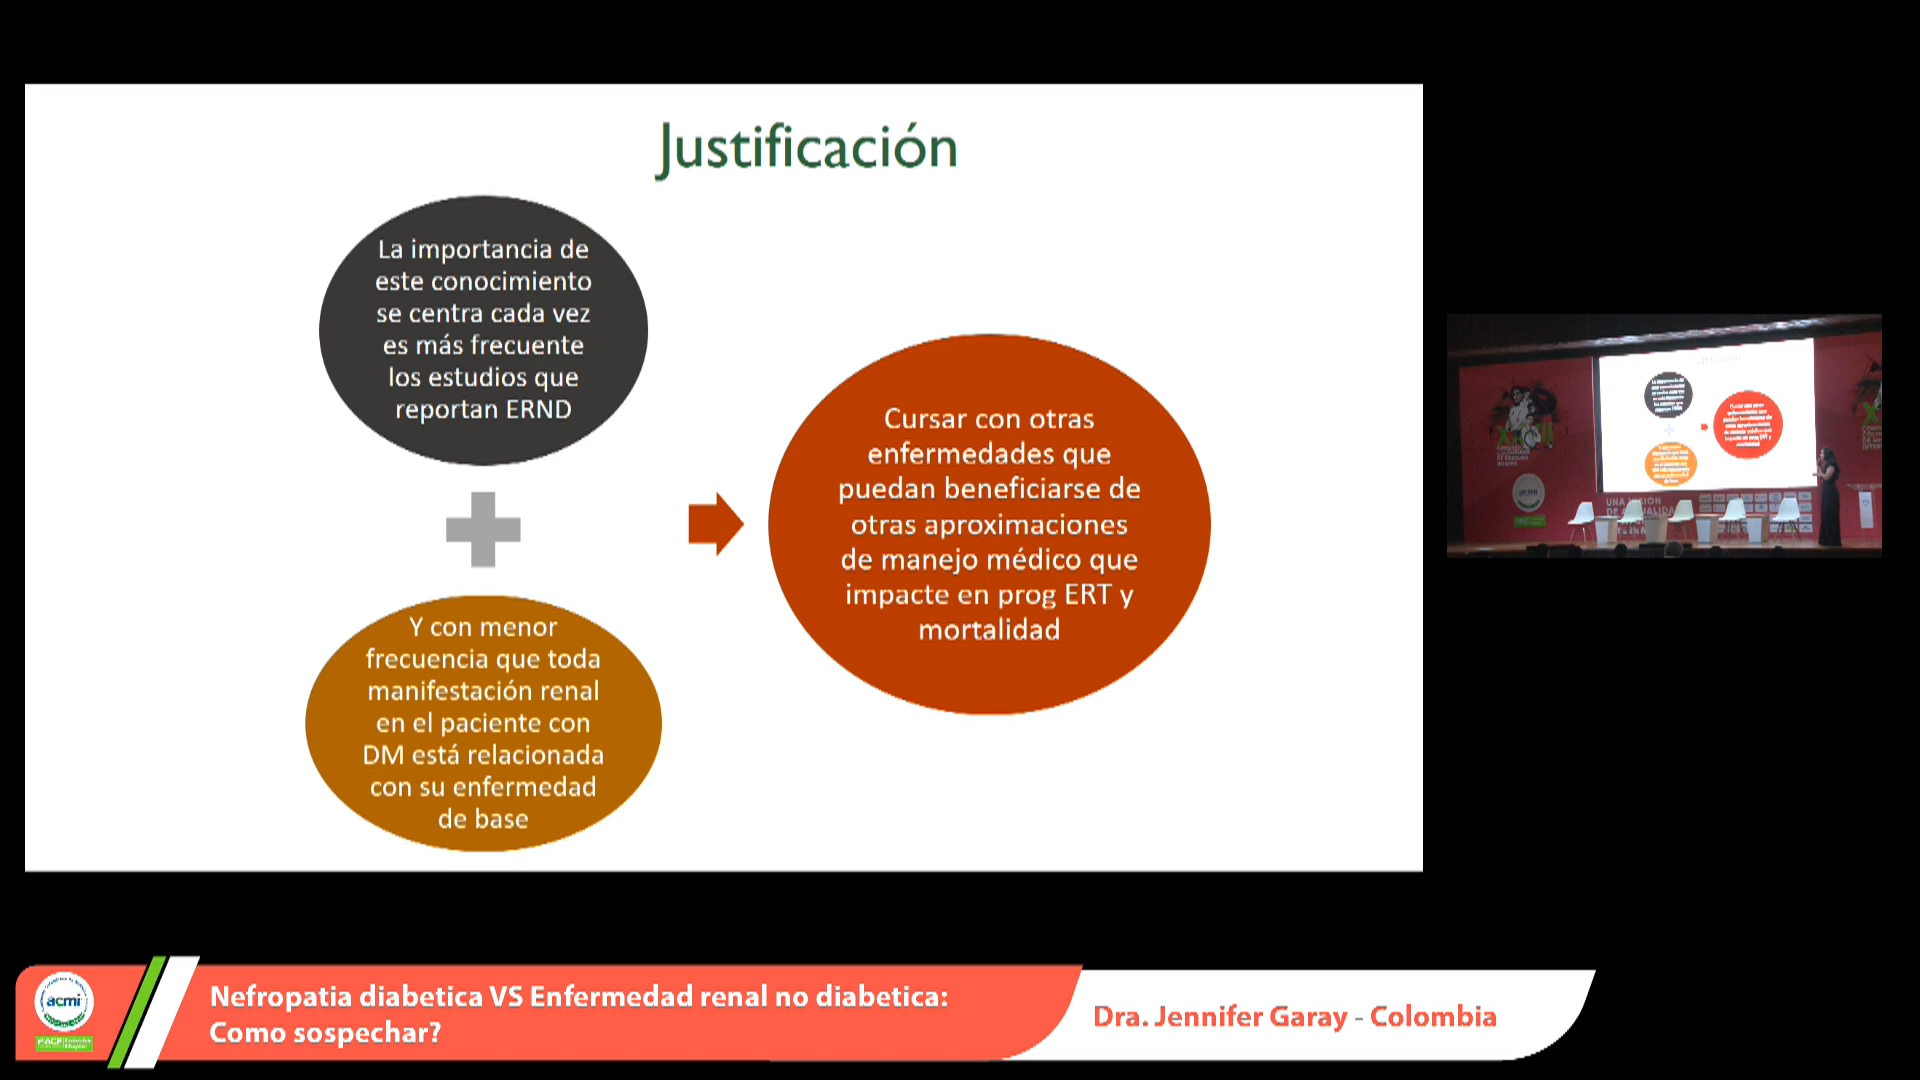 Justificación
La importancia de
este conocimiento
se centra cada vez
es más frecuente
los estudios que
reportan ERND
Y con menor
frecuencia que toda
manifestación renal
en el paciente con
DM está relacionada
con su enfermedad
de base
Cursar con otras
enfermedades que
puedan beneficiarse de
otras aproximaciones
de manejo médico que
impacte en prog ERT y
mortalidad
acmi
UNA VISIÓN
acmi
Nefropatia diabetica VS Enfermedad renal no diabetica:
Como sospechar?
Dra. Jennifer Garay - Colombia